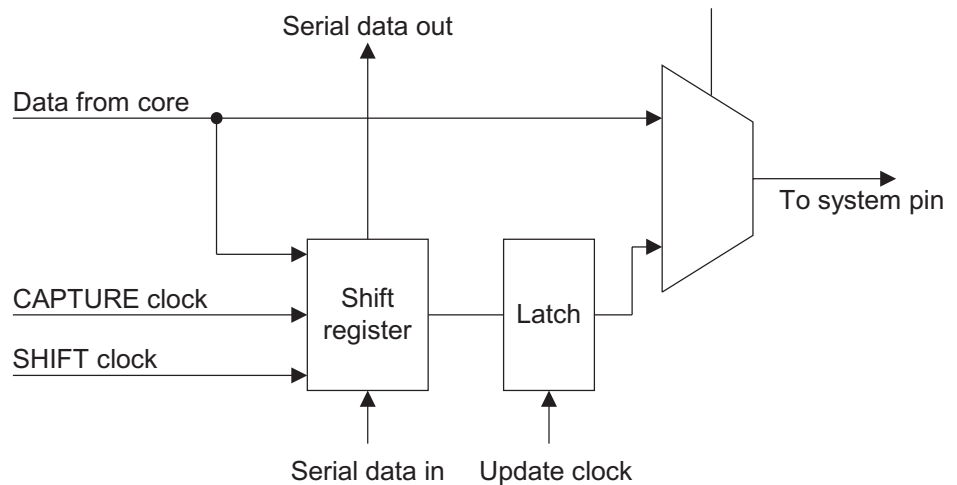 Serial data out
Data from core
To system pin
CAPTURE clock
Shift
register
Latch
SHIFT clock
Serial data in
Update clock